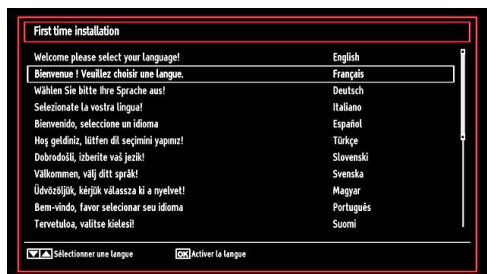 First time installation
Welcome please select your language! English
Bienvenue ! Veuillez choisir une langue. Français
Wählen Sie bitte Ihre Sprache aus! Deutsch
Selezionate la vostra lingua! Italiano
Bienvenido, seleccione un idioma Español
Hoş geldiniz, lütfen dil seçimini yapınız! Türkçe
Dobrodošli, izberite vaš jezik! Slovenski
Välkommen, välj ditt språk! Svenska
Üdvözöljük, kérjük válassza ki a nyelvet! Magyar
Bem-vindo, favor selecionar seu idioma Português
Tervetuloa, valitse kielesi! Suomi
Sélectionner une langue OK Activer la langue